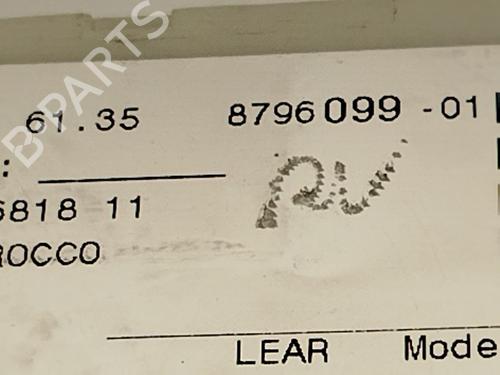 61.35 8796099 -01
:
6818 11
ROCCO
LEAR Mode
B-PARTS